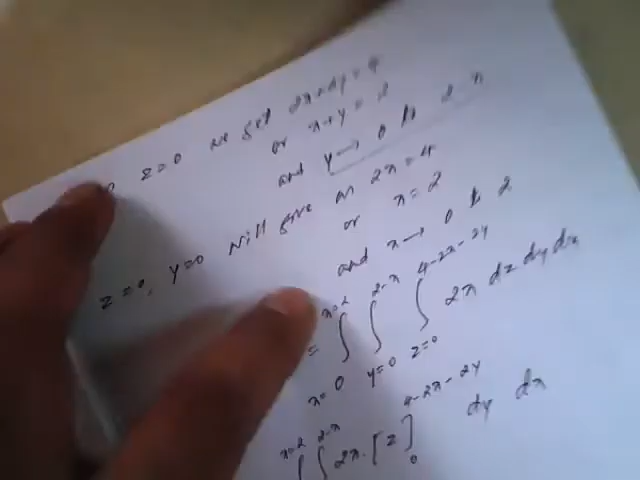 z=0 we get 2x+2y=4
or x+y=2
and y→ 0 to 2-x
z=0, y=0 will give us 2x=4
or x=2
and x→ 0 to 2
= ∫_{x=0}^{x=2} ∫_{y=0}^{2-x} ∫_{z=0}^{4-2x-2y} 2x dz dy dx
∫^{x=2} ∫^{2-x} 2x. [z]_0^{4-2x-2y} dy dx